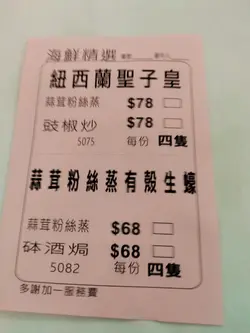 海鮮精選
紐西蘭聖子皇
蒜茸粉絲蒸 $78
豉椒炒 $78
5075 每份 四隻
蒜茸粉絲蒸有殼生蠔
蒜茸粉絲蒸 $68
砵酒焗 $68
5082 每份 四隻
多謝加一服務費